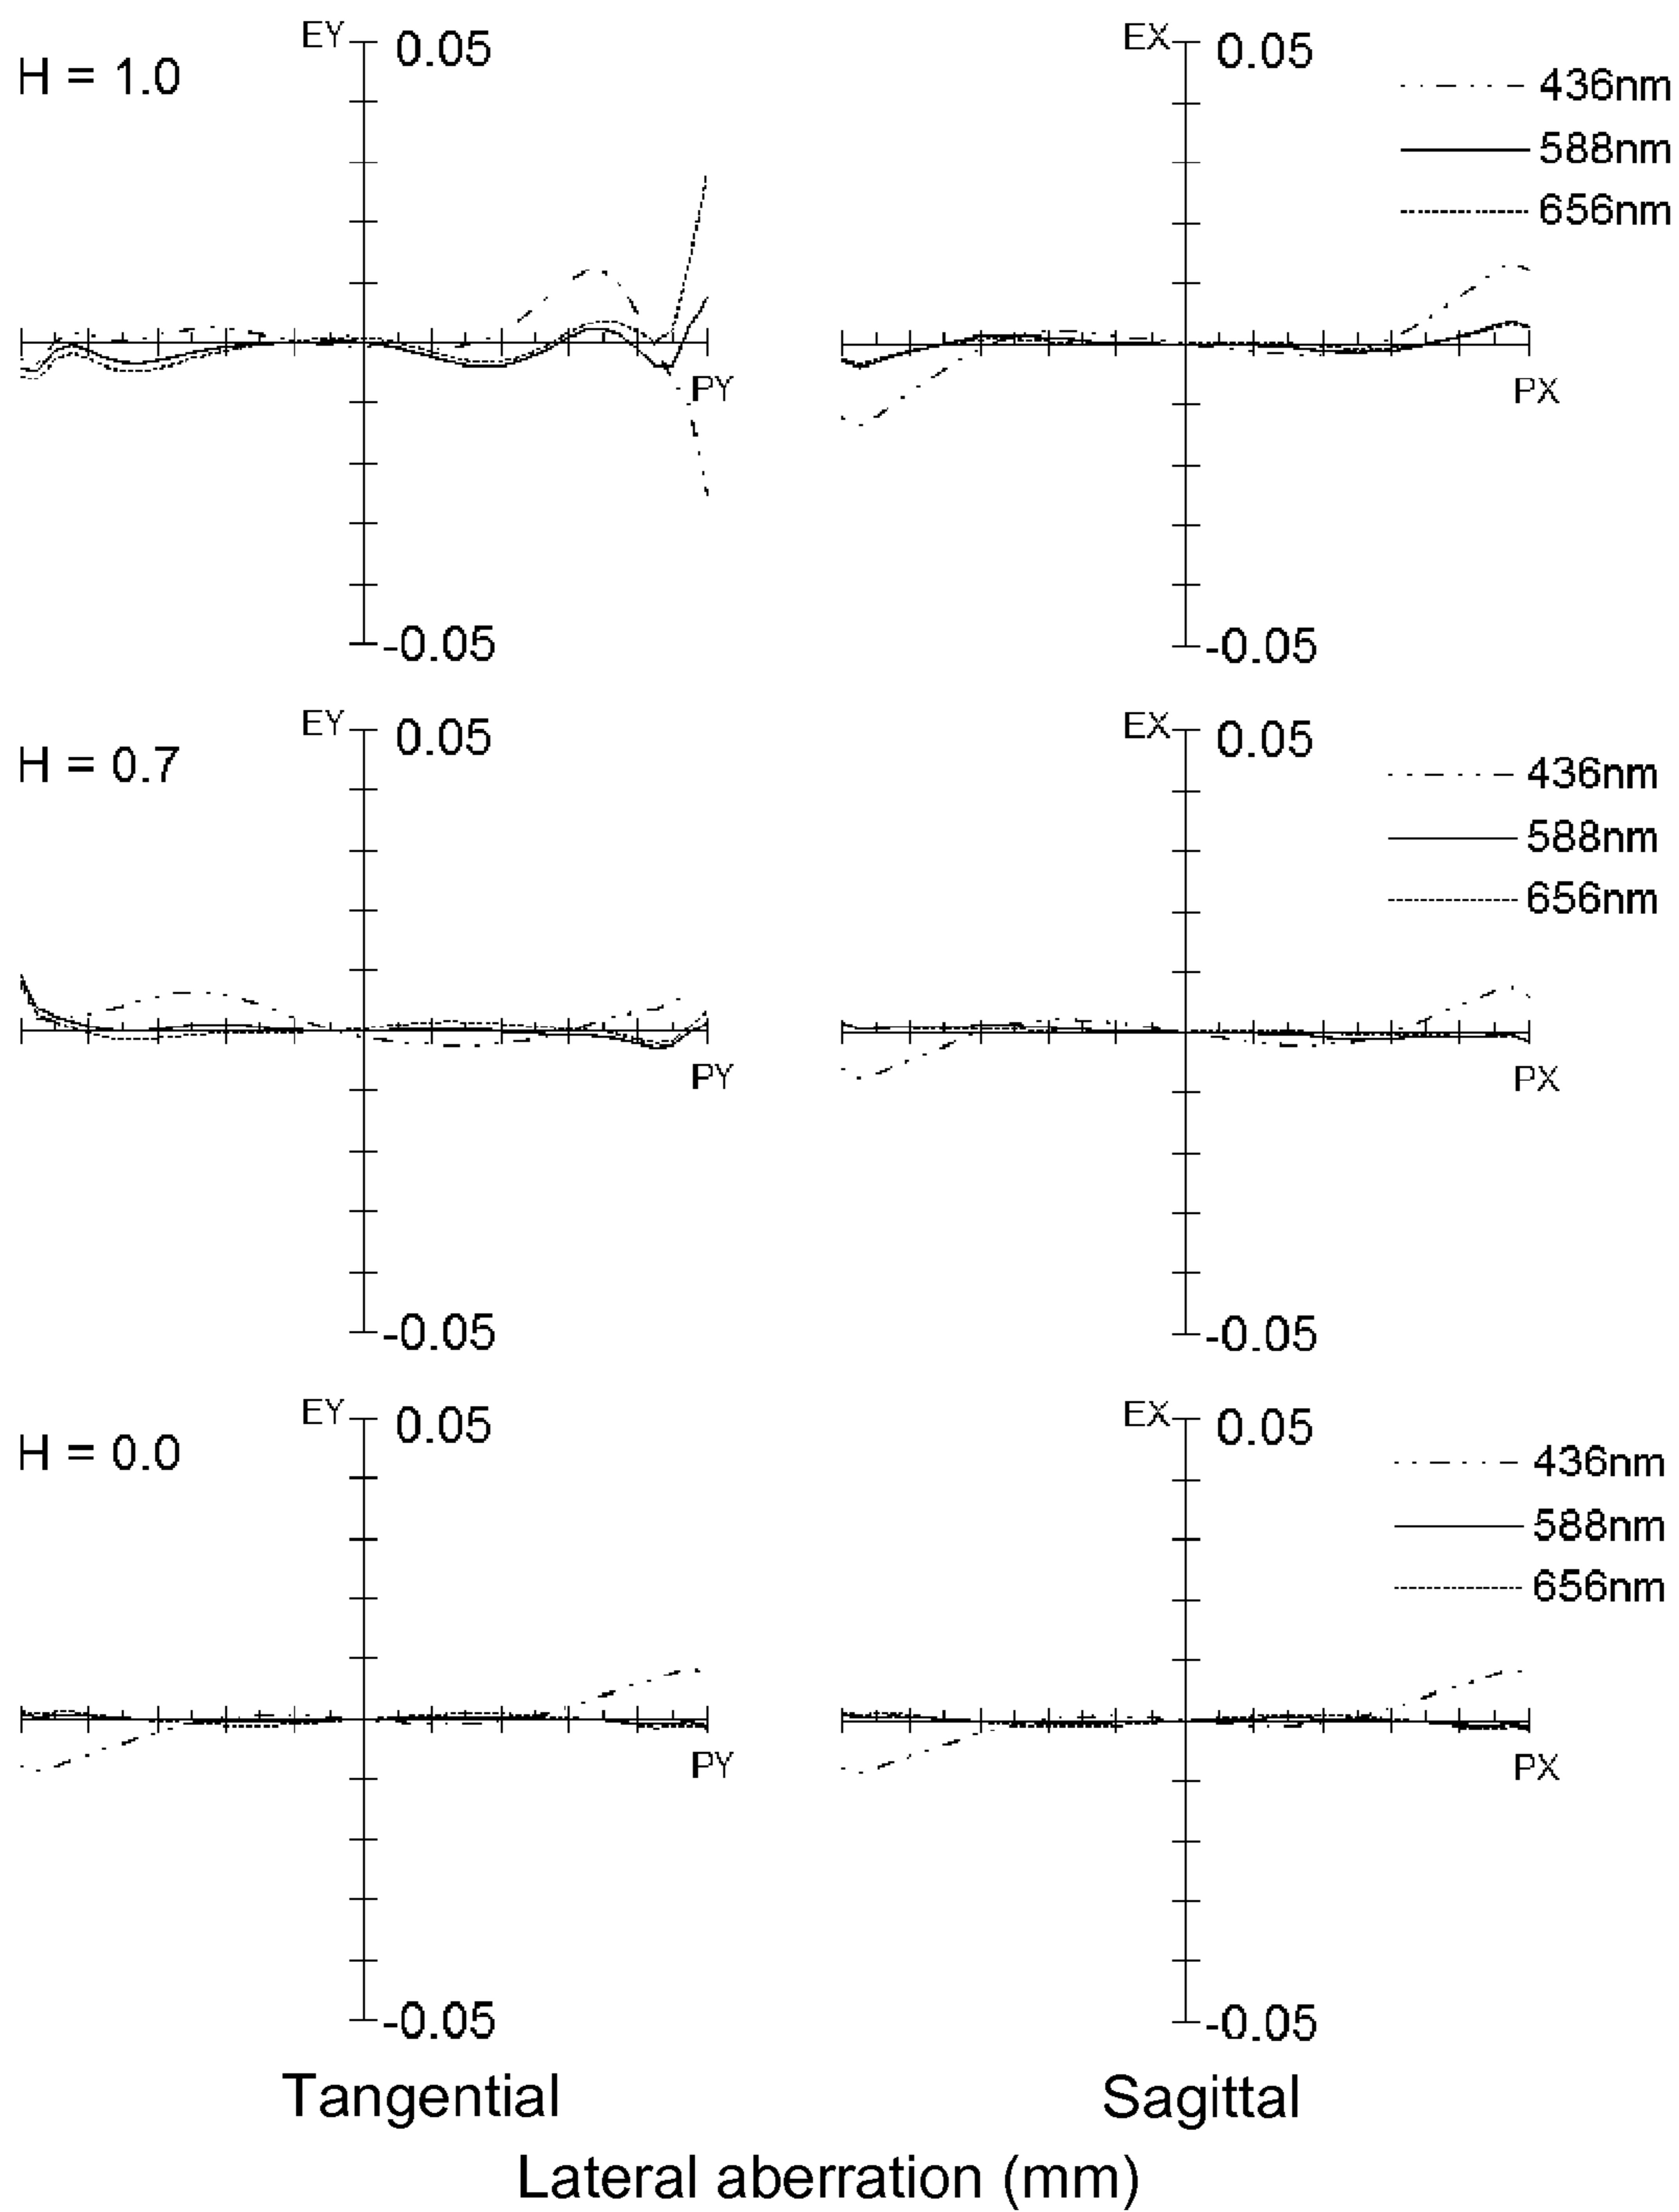 EY 0.05
EX 0.05
H = 1.0
436nm
588nm
656nm
PY
PX
-0.05
-0.05
EY 0.05
EX 0.05
H = 0.7
436nm
588nm
656nm
PY
PX
-0.05
-0.05
EY 0.05
EX 0.05
H = 0.0
436nm
588nm
656nm
PY
PX
-0.05
-0.05
Tangential
Sagittal
Lateral aberration (mm)